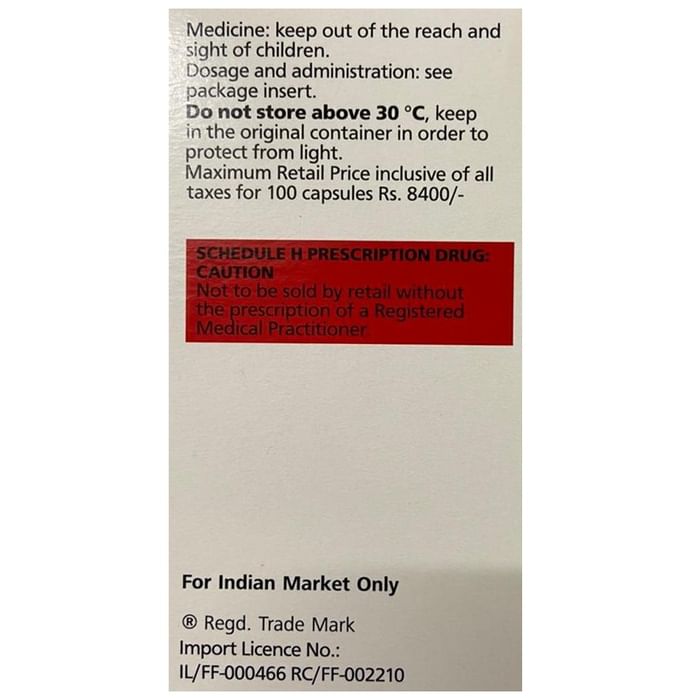 Medicine: keep out of the reach and
sight of children.
Dosage and administration: see
package insert.
Do not store above 30 °C, keep
in the original container in order to
protect from light.
Maximum Retail Price inclusive of all
taxes for 100 capsules Rs. 8400/-
SCHEDULE H PRESCRIPTION DRUG:
CAUTION
Not to be sold by retail without
the prescription of a Registered
Medical Practitioner
For Indian Market Only
® Regd. Trade Mark
Import Licence No.:
IL/FF-000466 RC/FF-002210